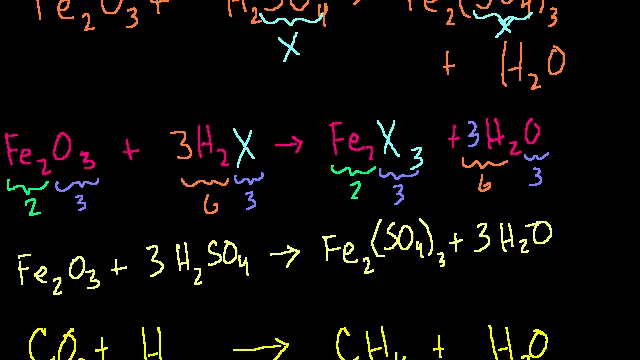 Fe₂O₃ + H₂SO₄ Fe₂(SO₄)₃
X X
+ H₂O
Fe₂O₃ + 3H₂X → Fe₂X₃ + 3H₂O
2 3 6 3 2 3 6 3
Fe₂O₃ + 3H₂SO₄ → Fe₂(SO₄)₃ + 3H₂O
CO₂ + H → CH₄ + H₂O